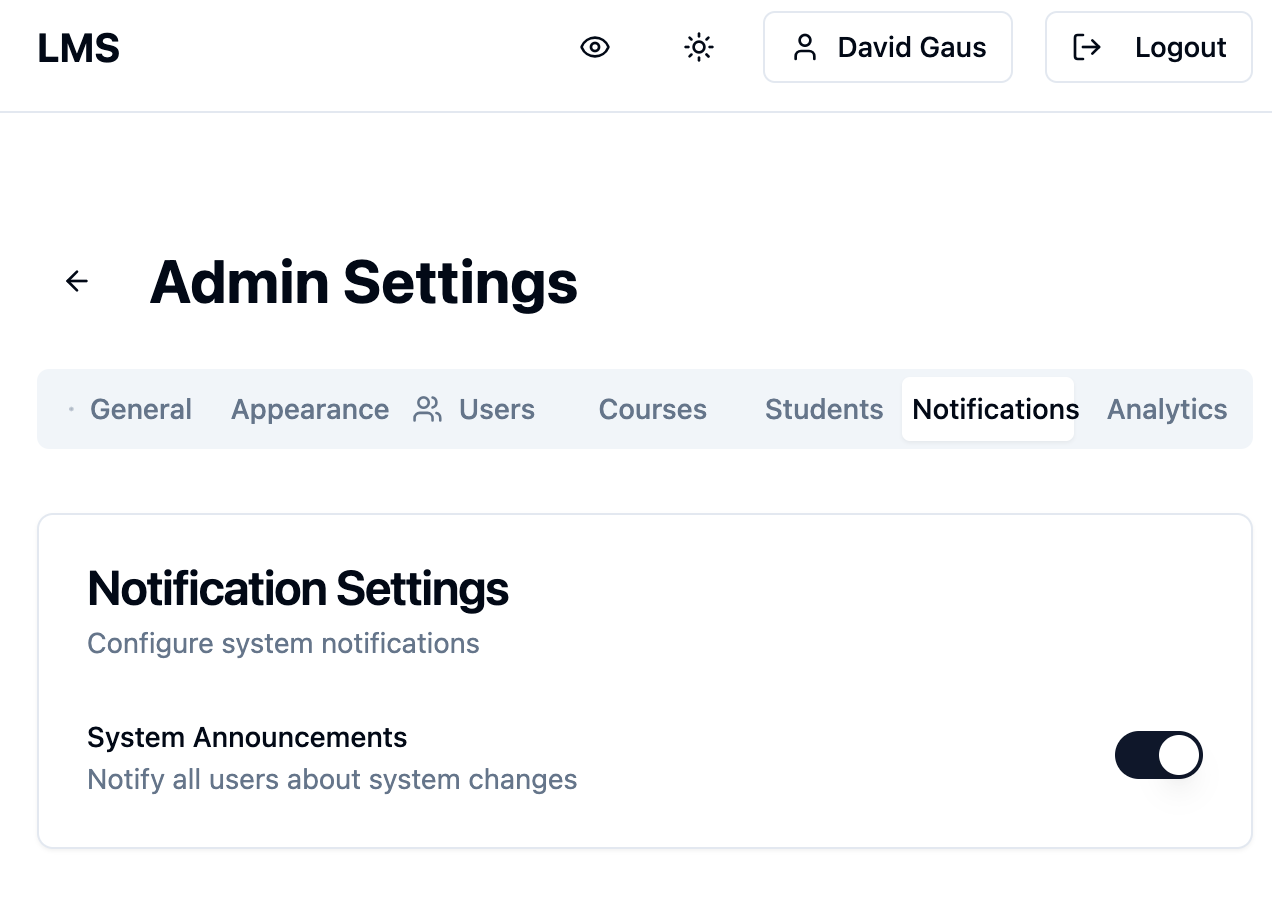 LMS David Gaus Logout
Admin Settings
General Appearance Users Courses Students Notifications Analytics
Notification Settings
Configure system notifications
System Announcements
Notify all users about system changes